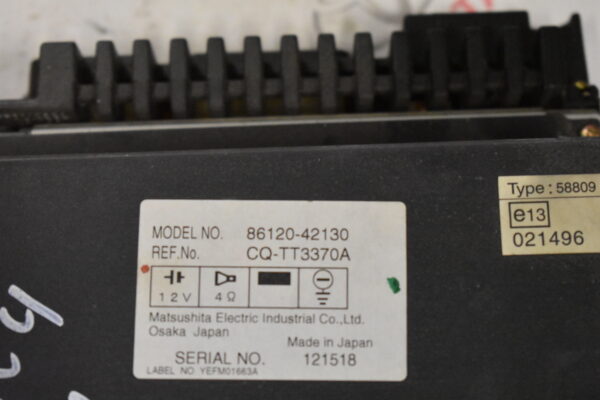 MODEL NO. 86120-42130
REF.No. CQ-TT3370A
12V 4Ω
Matsushita Electric Industrial Co.,Ltd.
Osaka Japan
Made in Japan
SERIAL NO. 121518
LABEL NO YEFM01663A
Type: 58809
e13
021496